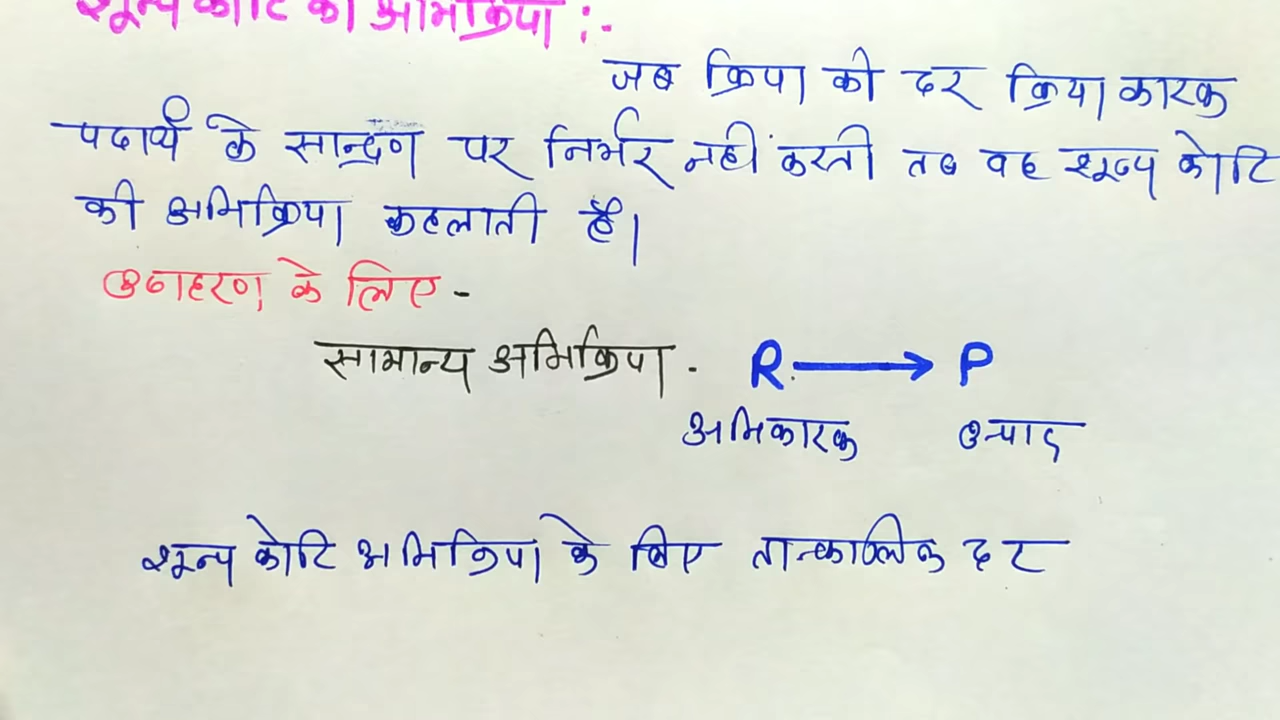 शून्य कोटि की अभिक्रिया :-
जब क्रिया की दर क्रिया कारक
पदार्थ के सान्द्रण पर निर्भर नहीं करती तब वह शून्य कोटि
की अभिक्रिया कहलाती है।
उदाहरण के लिए -
सामान्य अभिक्रिया - R → P
अभिकारक उत्पाद
शून्य कोटि अभिक्रिया के लिए तात्कालिक दर